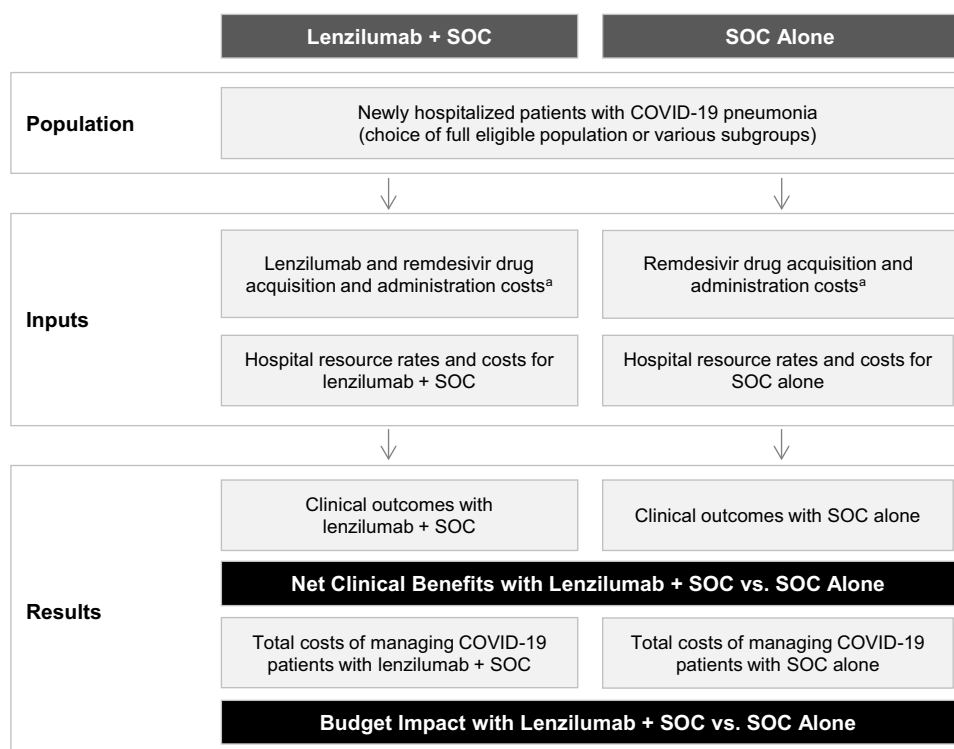 Lenzilumab + SOC
SOC Alone
Population
Newly hospitalized patients with COVID-19 pneumonia
(choice of full eligible population or various subgroups)
Inputs
Lenzilumab and remdesivir drug
acquisition and administration costsᵃ
Remdesivir drug acquisition and
administration costsᵃ
Hospital resource rates and costs for
lenzilumab + SOC
Hospital resource rates and costs for
SOC alone
Results
Clinical outcomes with
lenzilumab + SOC
Clinical outcomes with SOC alone
Net Clinical Benefits with Lenzilumab + SOC vs. SOC Alone
Total costs of managing COVID-19
patients with lenzilumab + SOC
Total costs of managing COVID-19
patients with SOC alone
Budget Impact with Lenzilumab + SOC vs. SOC Alone